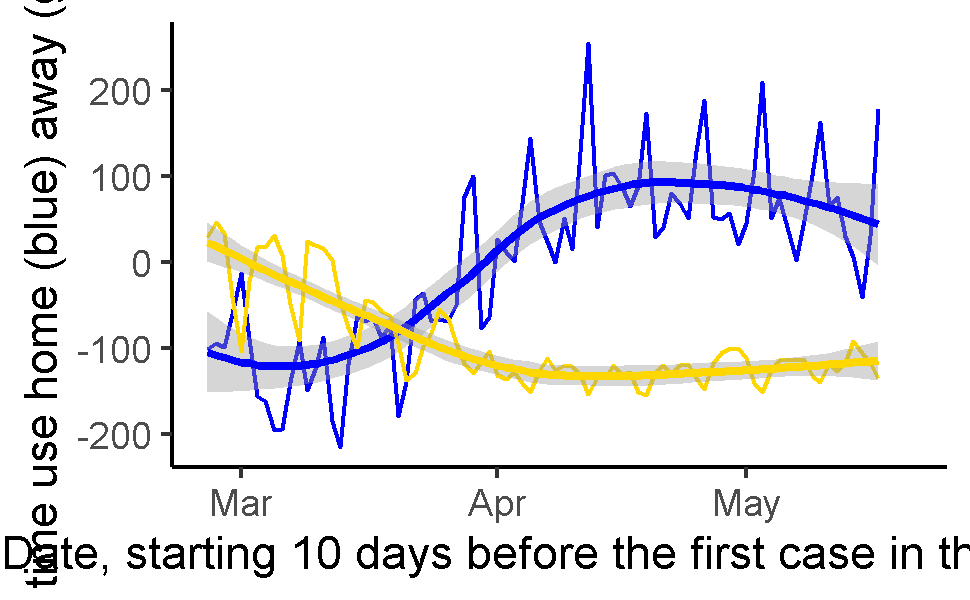 time use home (blue) away (
200
100
0
-100
-200
Mar Apr May
Date, starting 10 days before the first case in th